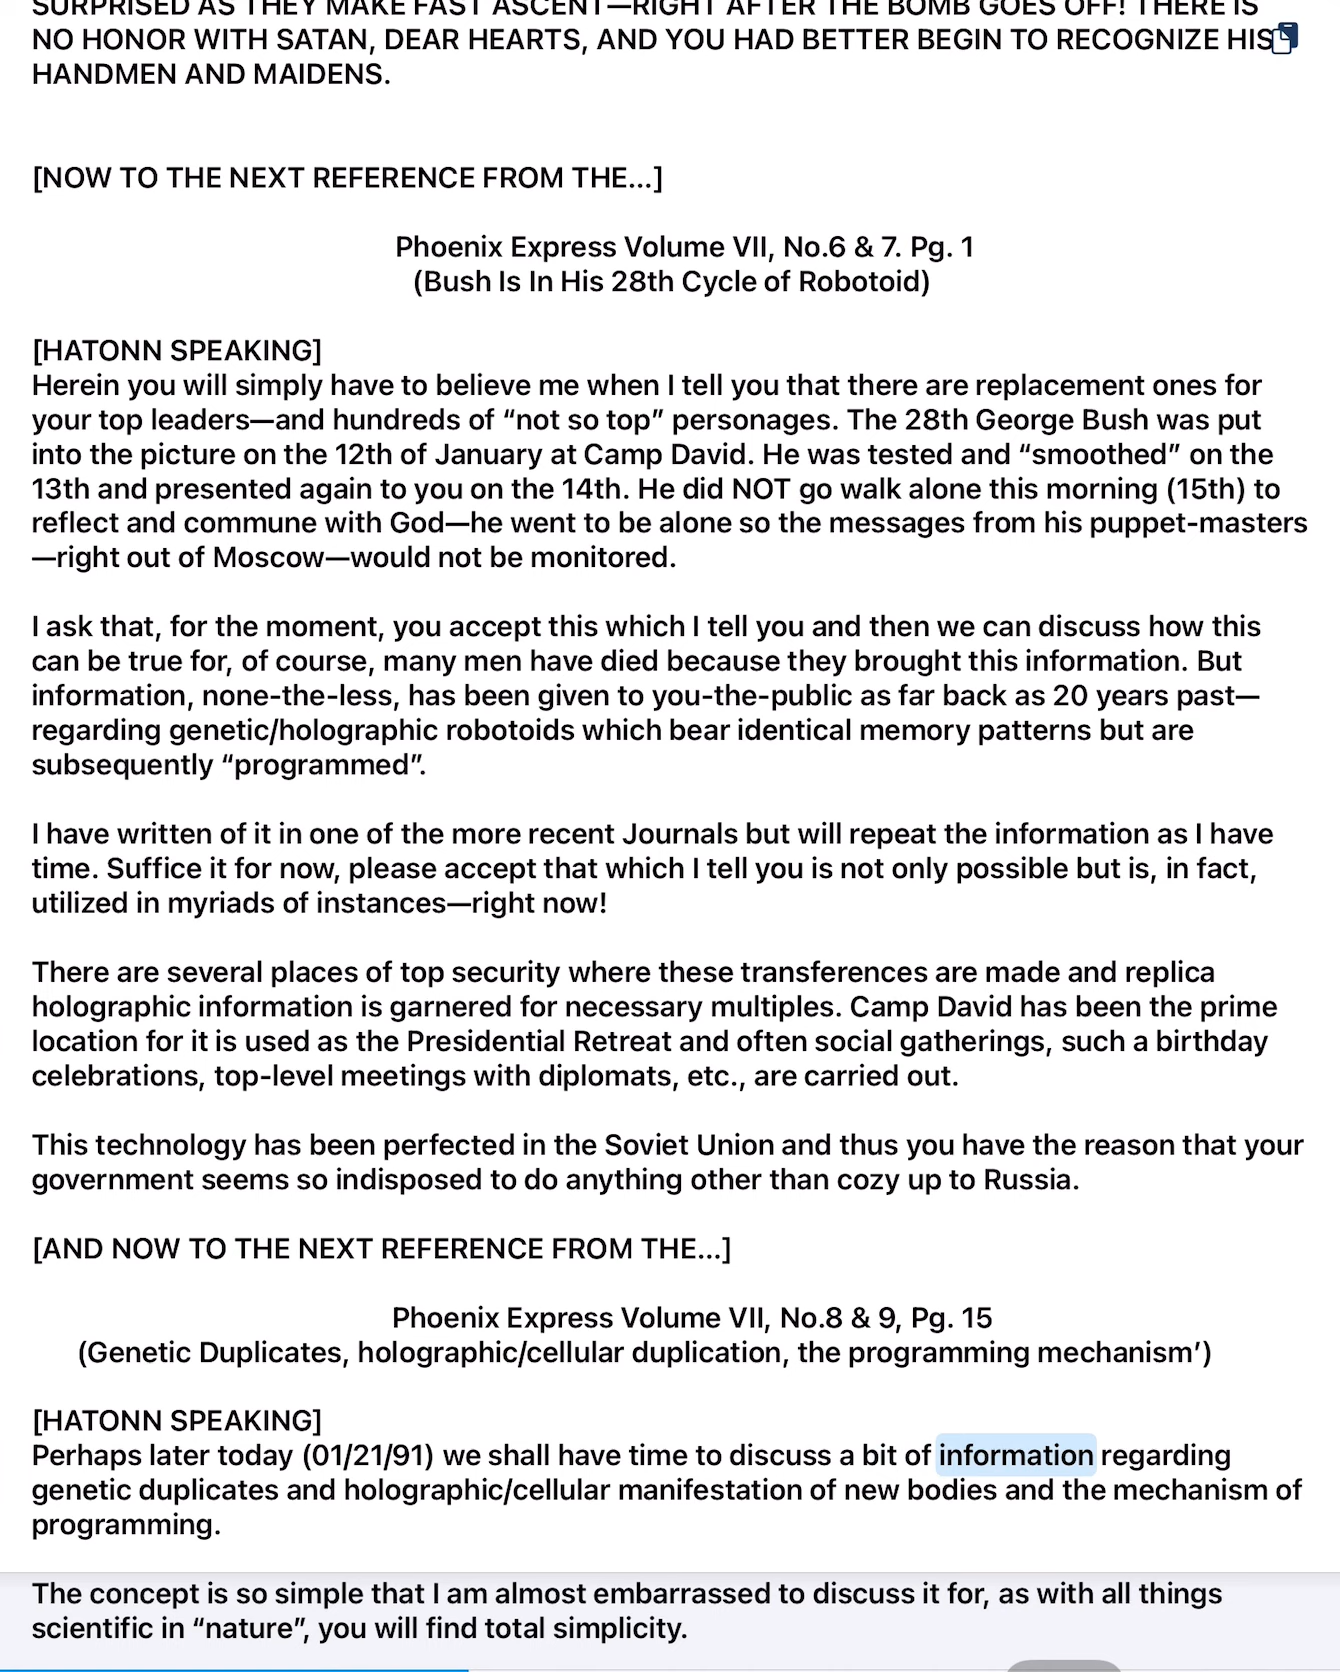 SURPRISED AS THEY MAKE FAST ASCENT—RIGHT AFTER THE BOMB GOES OFF! THERE IS
NO HONOR WITH SATAN, DEAR HEARTS, AND YOU HAD BETTER BEGIN TO RECOGNIZE HIS
HANDMEN AND MAIDENS.
[NOW TO THE NEXT REFERENCE FROM THE...]
Phoenix Express Volume VII, No.6 & 7. Pg. 1
(Bush Is In His 28th Cycle of Robotoid)
[HATONN SPEAKING]
Herein you will simply have to believe me when I tell you that there are replacement ones for
your top leaders—and hundreds of “not so top” personages. The 28th George Bush was put
into the picture on the 12th of January at Camp David. He was tested and “smoothed” on the
13th and presented again to you on the 14th. He did NOT go walk alone this morning (15th) to
reflect and commune with God—he went to be alone so the messages from his puppet-masters
—right out of Moscow—would not be monitored.
I ask that, for the moment, you accept this which I tell you and then we can discuss how this
can be true for, of course, many men have died because they brought this information. But
information, none-the-less, has been given to you-the-public as far back as 20 years past—
regarding genetic/holographic robotoids which bear identical memory patterns but are
subsequently “programmed”.
I have written of it in one of the more recent Journals but will repeat the information as I have
time. Suffice it for now, please accept that which I tell you is not only possible but is, in fact,
utilized in myriads of instances—right now!
There are several places of top security where these transferences are made and replica
holographic information is garnered for necessary multiples. Camp David has been the prime
location for it is used as the Presidential Retreat and often social gatherings, such a birthday
celebrations, top-level meetings with diplomats, etc., are carried out.
This technology has been perfected in the Soviet Union and thus you have the reason that your
government seems so indisposed to do anything other than cozy up to Russia.
[AND NOW TO THE NEXT REFERENCE FROM THE...]
Phoenix Express Volume VII, No.8 & 9, Pg. 15
(Genetic Duplicates, holographic/cellular duplication, the programming mechanism’)
[HATONN SPEAKING]
Perhaps later today (01/21/91) we shall have time to discuss a bit of information regarding
genetic duplicates and holographic/cellular manifestation of new bodies and the mechanism of
programming.
The concept is so simple that I am almost embarrassed to discuss it for, as with all things
scientific in “nature”, you will find total simplicity.